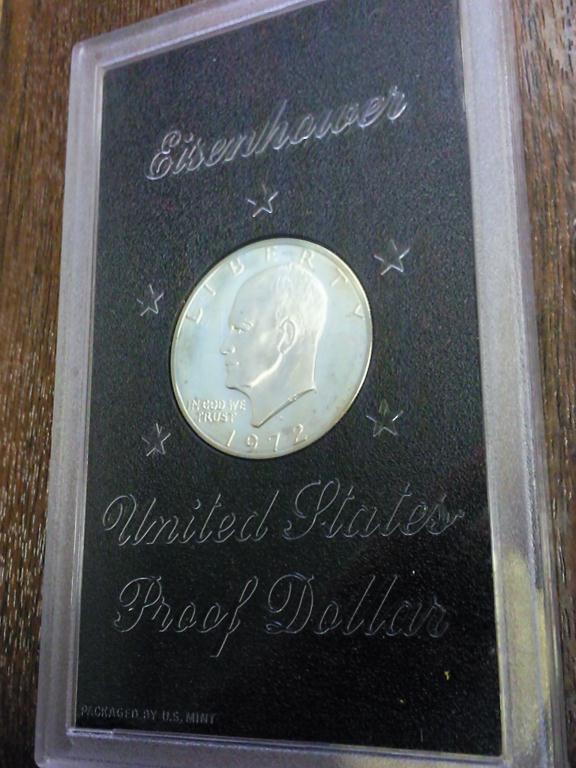 Eisenhower
LIBERTY
IN GOD WE
TRUST
1972
United States
Proof Dollar
PACKAGED BY U.S. MINT